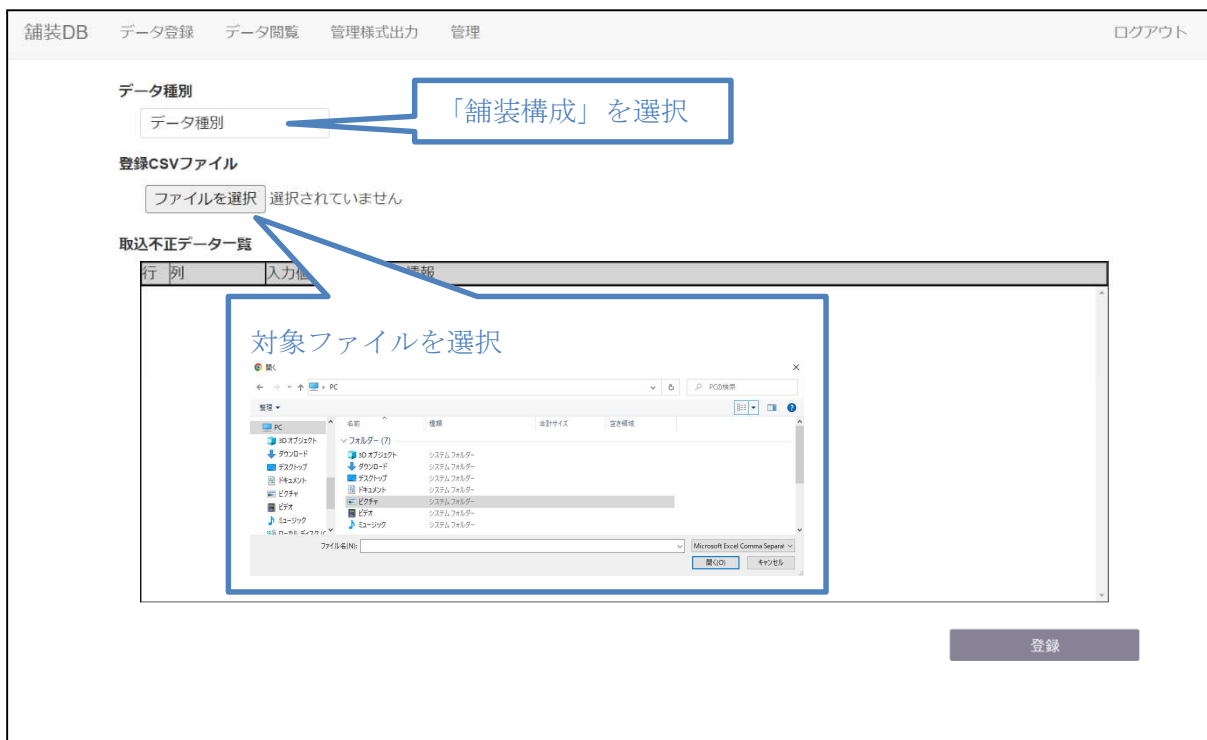 舗装DB データ登録 データ閲覧 管理様式出力 管理 ログアウト
データ種別
データ種別
「舗装構成」を選択
登録CSVファイル
ファイルを選択 選択されていません
取込不正データ一覧
行 列 入力値 情報
対象ファイルを選択
開く
PC PCの検索
整理
名前 種類 合計サイズ 空き領域
PC
3D オブジェクト
ダウンロード
デスクトップ
ドキュメント
ピクチャ
ビデオ
ミュージック
フォルダー (7)
3D オブジェクト システム フォルダー
ダウンロード システム フォルダー
デスクトップ システム フォルダー
ドキュメント システム フォルダー
ピクチャ システム フォルダー
ビデオ システム フォルダー
ミュージック システム フォルダー
ファイル名(N): Microsoft Excel Comma Separat
開く(O) キャンセル
登録